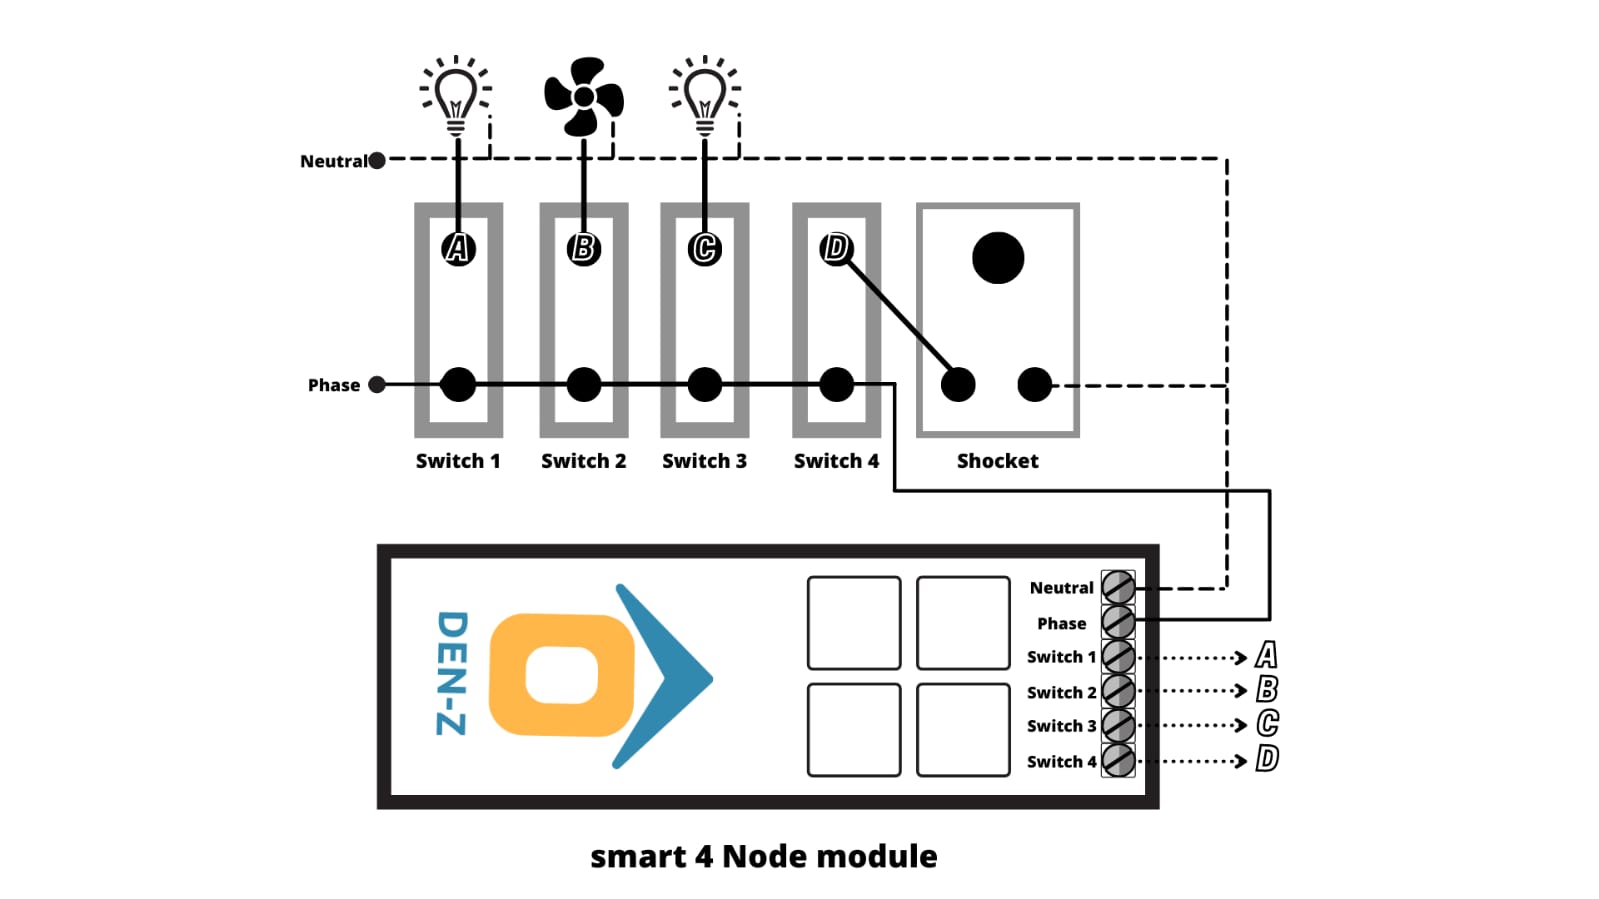 Neutral
A B C D
Phase
Switch 1 Switch 2 Switch 3 Switch 4 Shocket
DEN-Z
Neutral
Phase
Switch 1 A
Switch 2 B
Switch 3 C
Switch 4 D
smart 4 Node module